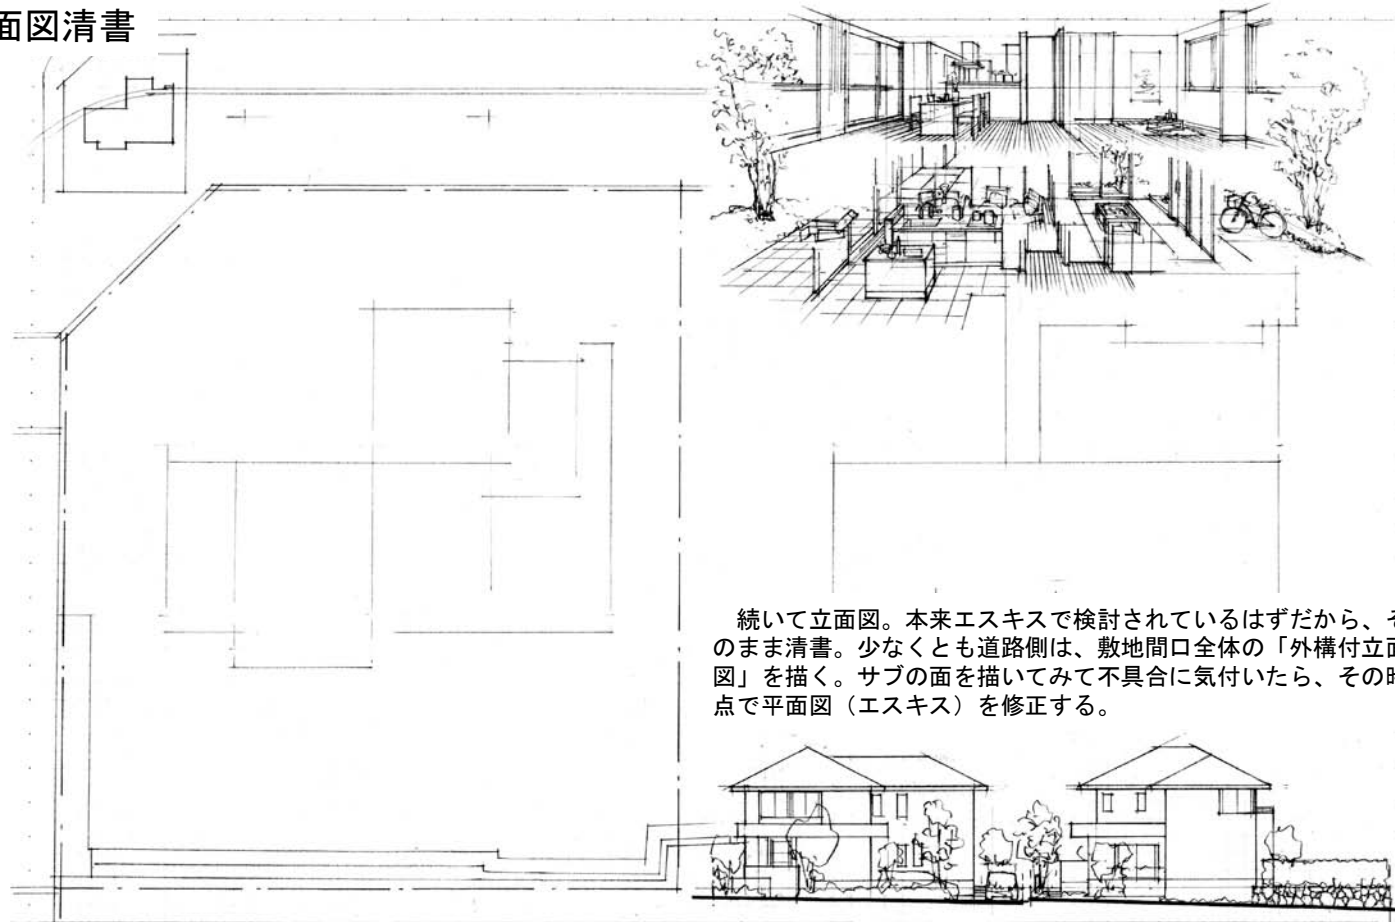 面図清書
続いて立面図。本来エスキスで検討されているはずだから、そ
のまま清書。少なくとも道路側は、敷地間口全体の「外構付立面
図」を描く。サブの面を描いてみて不具合に気付いたら、その時
点で平面図（エスキス）を修正する。